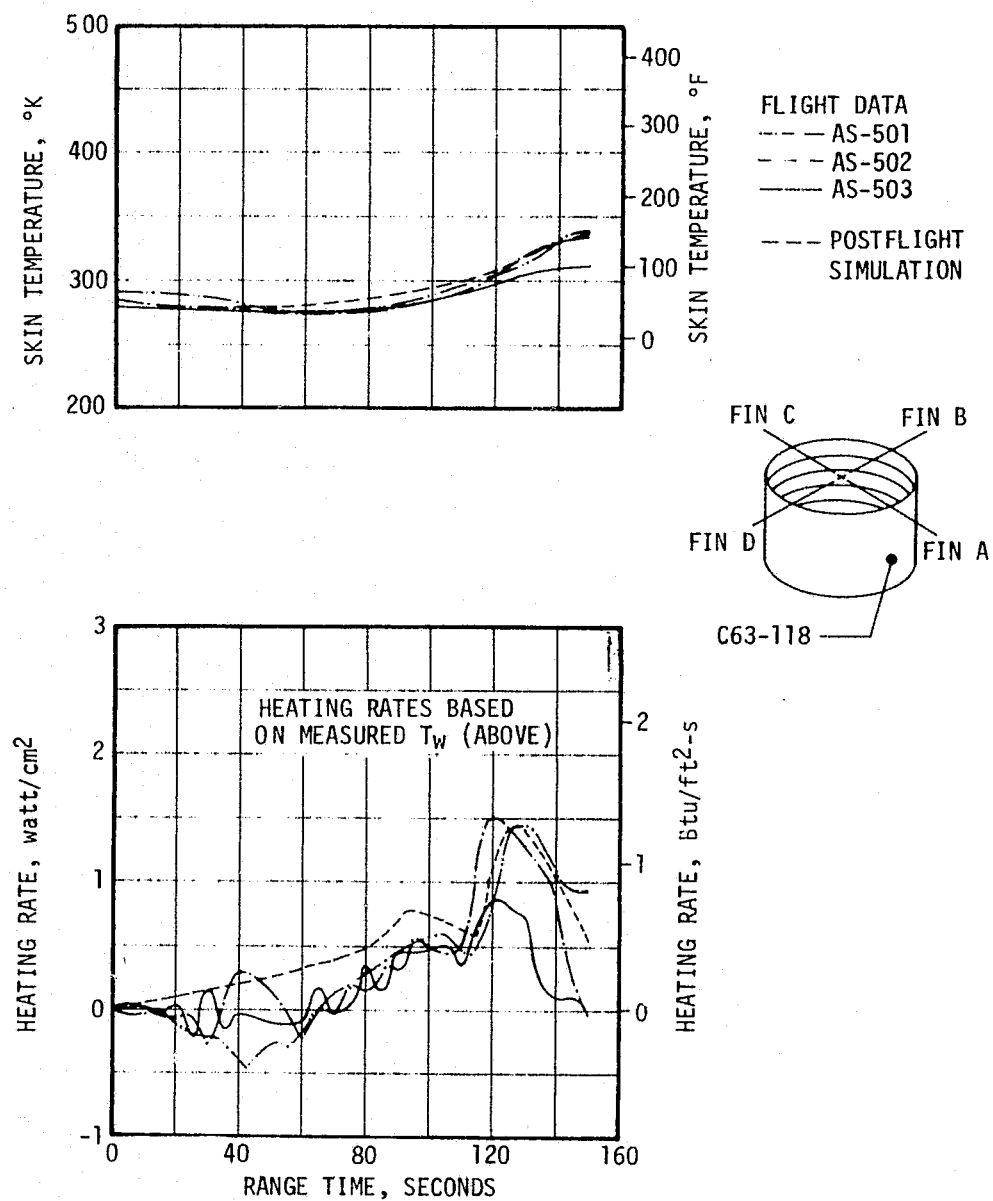 500
400
300
200
SKIN TEMPERATURE, °K
400
300
200
100
0
SKIN TEMPERATURE, °F
FLIGHT DATA
AS-501
AS-502
AS-503
POSTFLIGHT
SIMULATION
FIN C
FIN B
FIN D
FIN A
C63-118
3
2
1
0
-1
HEATING RATE, watt/cm²
HEATING RATES BASED
ON MEASURED TW (ABOVE)
2
1
0
HEATING RATE, Btu/ft²-s
0
40
80
120
160
RANGE TIME, SECONDS